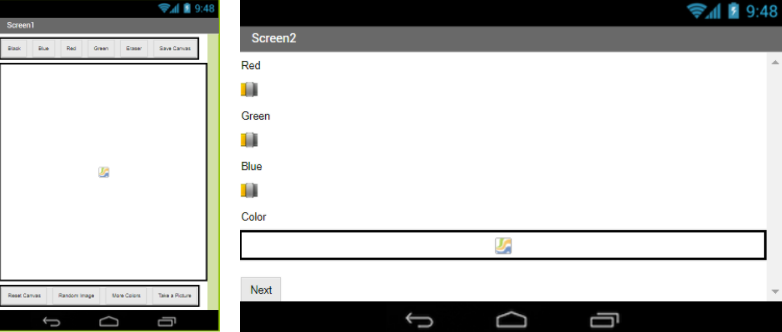 9:48
Screen1
Black Blue Red Green Eraser Save Canvas
Reset Canvas Random Image More Colors Take a Picture
9:48
Screen2
Red
Green
Blue
Color
Next